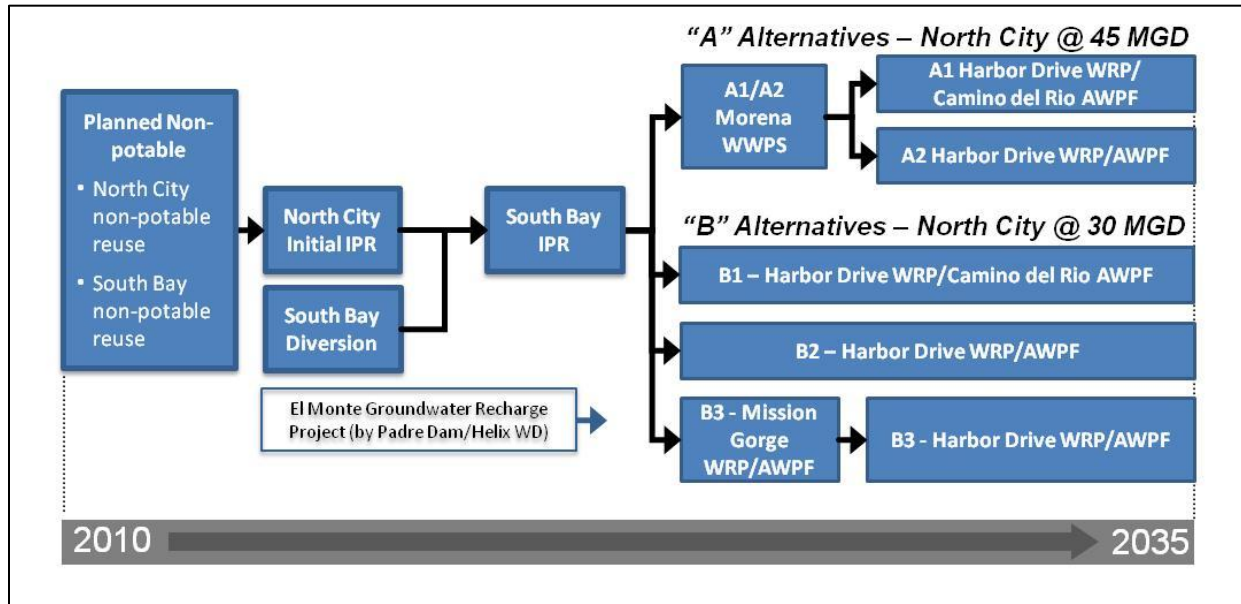 Planned Non-
potable
• North City
non-potable
reuse
• South Bay
non-potable
reuse
North City
Initial IPR
South Bay
Diversion
El Monte Groundwater Recharge
Project (by Padre Dam/Helix WD)
South Bay
IPR
"A" Alternatives – North City @ 45 MGD
A1/A2
Morena
WWPS
A1 Harbor Drive WRP/
Camino del Rio AWPF
A2 Harbor Drive WRP/AWPF
"B" Alternatives – North City @ 30 MGD
B1 – Harbor Drive WRP/Camino del Rio AWPF
B2 – Harbor Drive WRP/AWPF
B3 - Mission
Gorge
WRP/AWPF
B3 - Harbor Drive WRP/AWPF
2010
2035